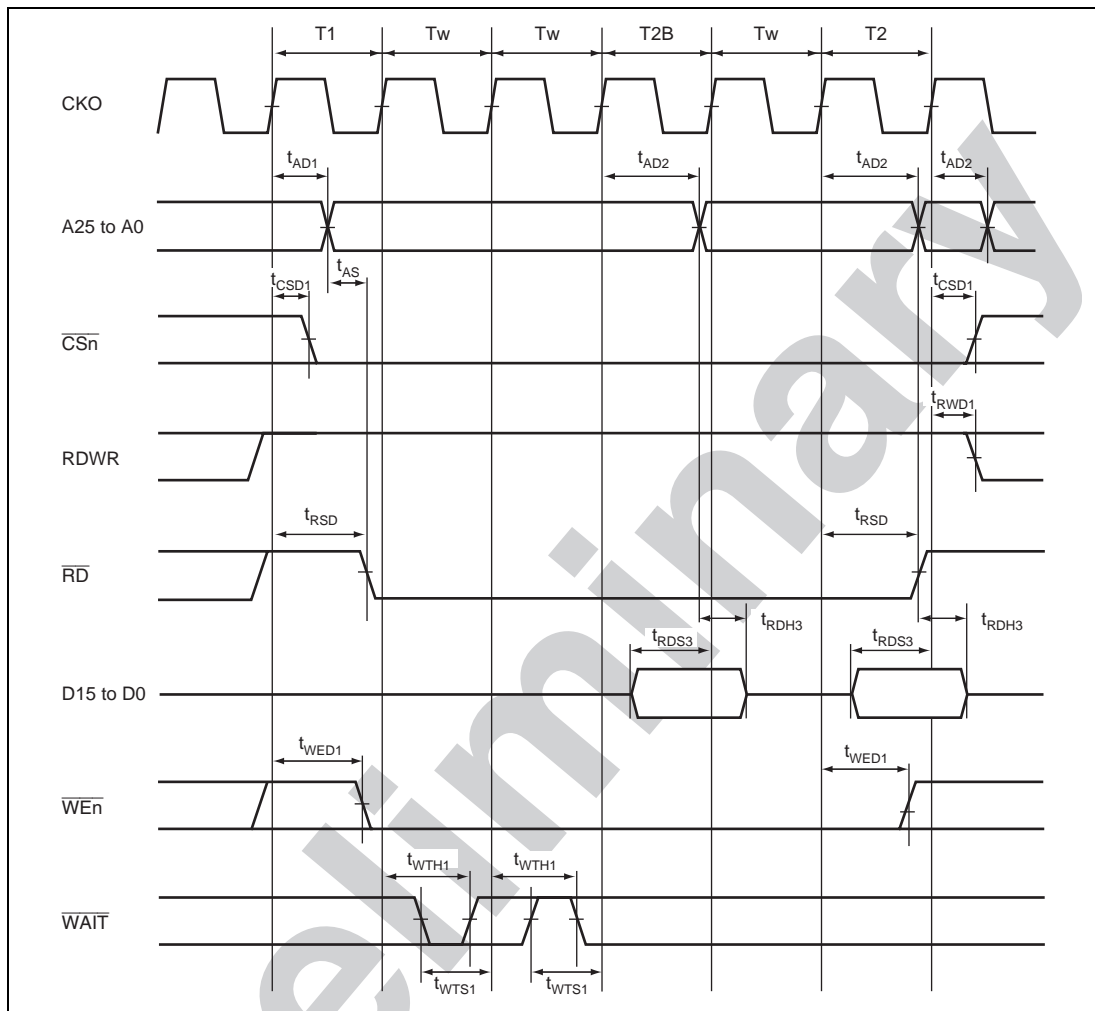 T1 Tw Tw T2B Tw T2
CKO
tAD1 tAD2 tAD2 tAD2
A25 to A0
tAS
tCSD1 tCSD1
CSn
tRWD1
RDWR
tRSD tRSD
RD
tRDH3 tRDH3
tRDS3 tRDS3
D15 to D0
tWED1 tWED1
WEn
tWTH1 tWTH1
WAIT
tWTS1 tWTS1
eliminary